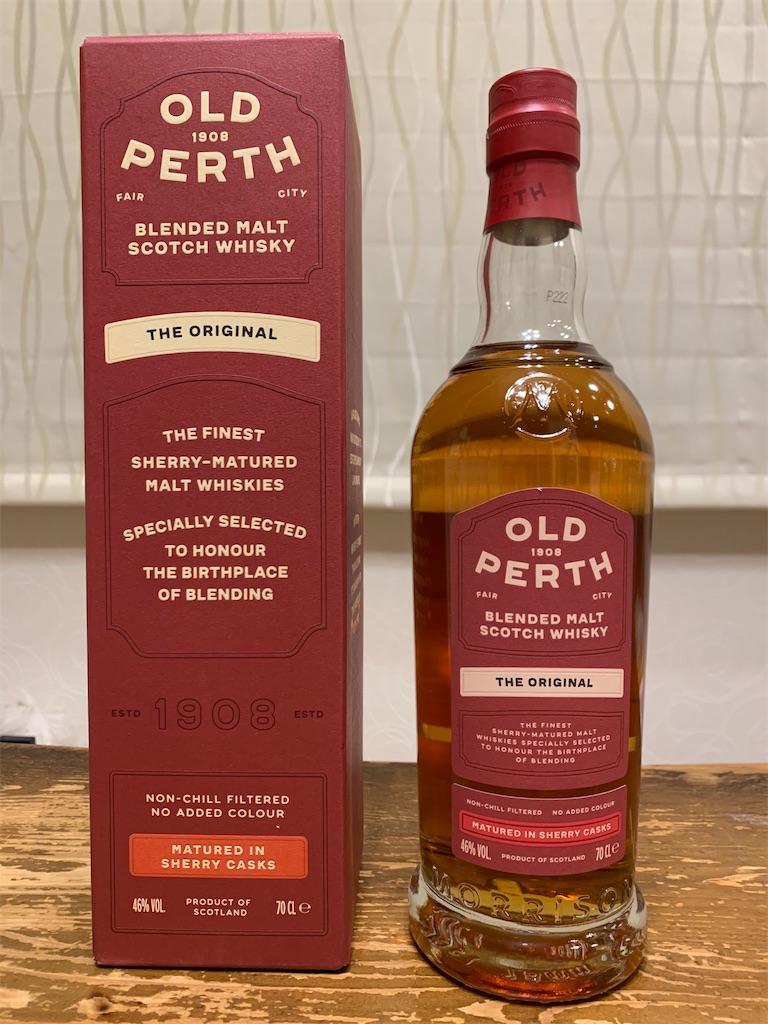 OLD
1908
PERTH
FAIR CITY
BLENDED MALT
SCOTCH WHISKY
THE ORIGINAL
THE FINEST
SHERRY-MATURED
MALT WHISKIES
SPECIALLY SELECTED
TO HONOUR
THE BIRTHPLACE
OF BLENDING
ESTD 1908 ESTD
NON-CHILL FILTERED
NO ADDED COLOUR
MATURED IN
SHERRY CASKS
46% VOL.
PRODUCT OF
SCOTLAND
70 CL ℮
OLD
PERTH
P222
OLD
1908
PERTH
FAIR CITY
BLENDED MALT
SCOTCH WHISKY
THE ORIGINAL
THE FINEST
SHERRY-MATURED MALT
WHISKIES SPECIALLY SELECTED
TO HONOUR THE BIRTHPLACE
OF BLENDING
NON-CHILL FILTERED NO ADDED COLOUR
MATURED IN SHERRY CASKS
46% VOL. PRODUCT OF SCOTLAND 70 CL ℮
MORRISON